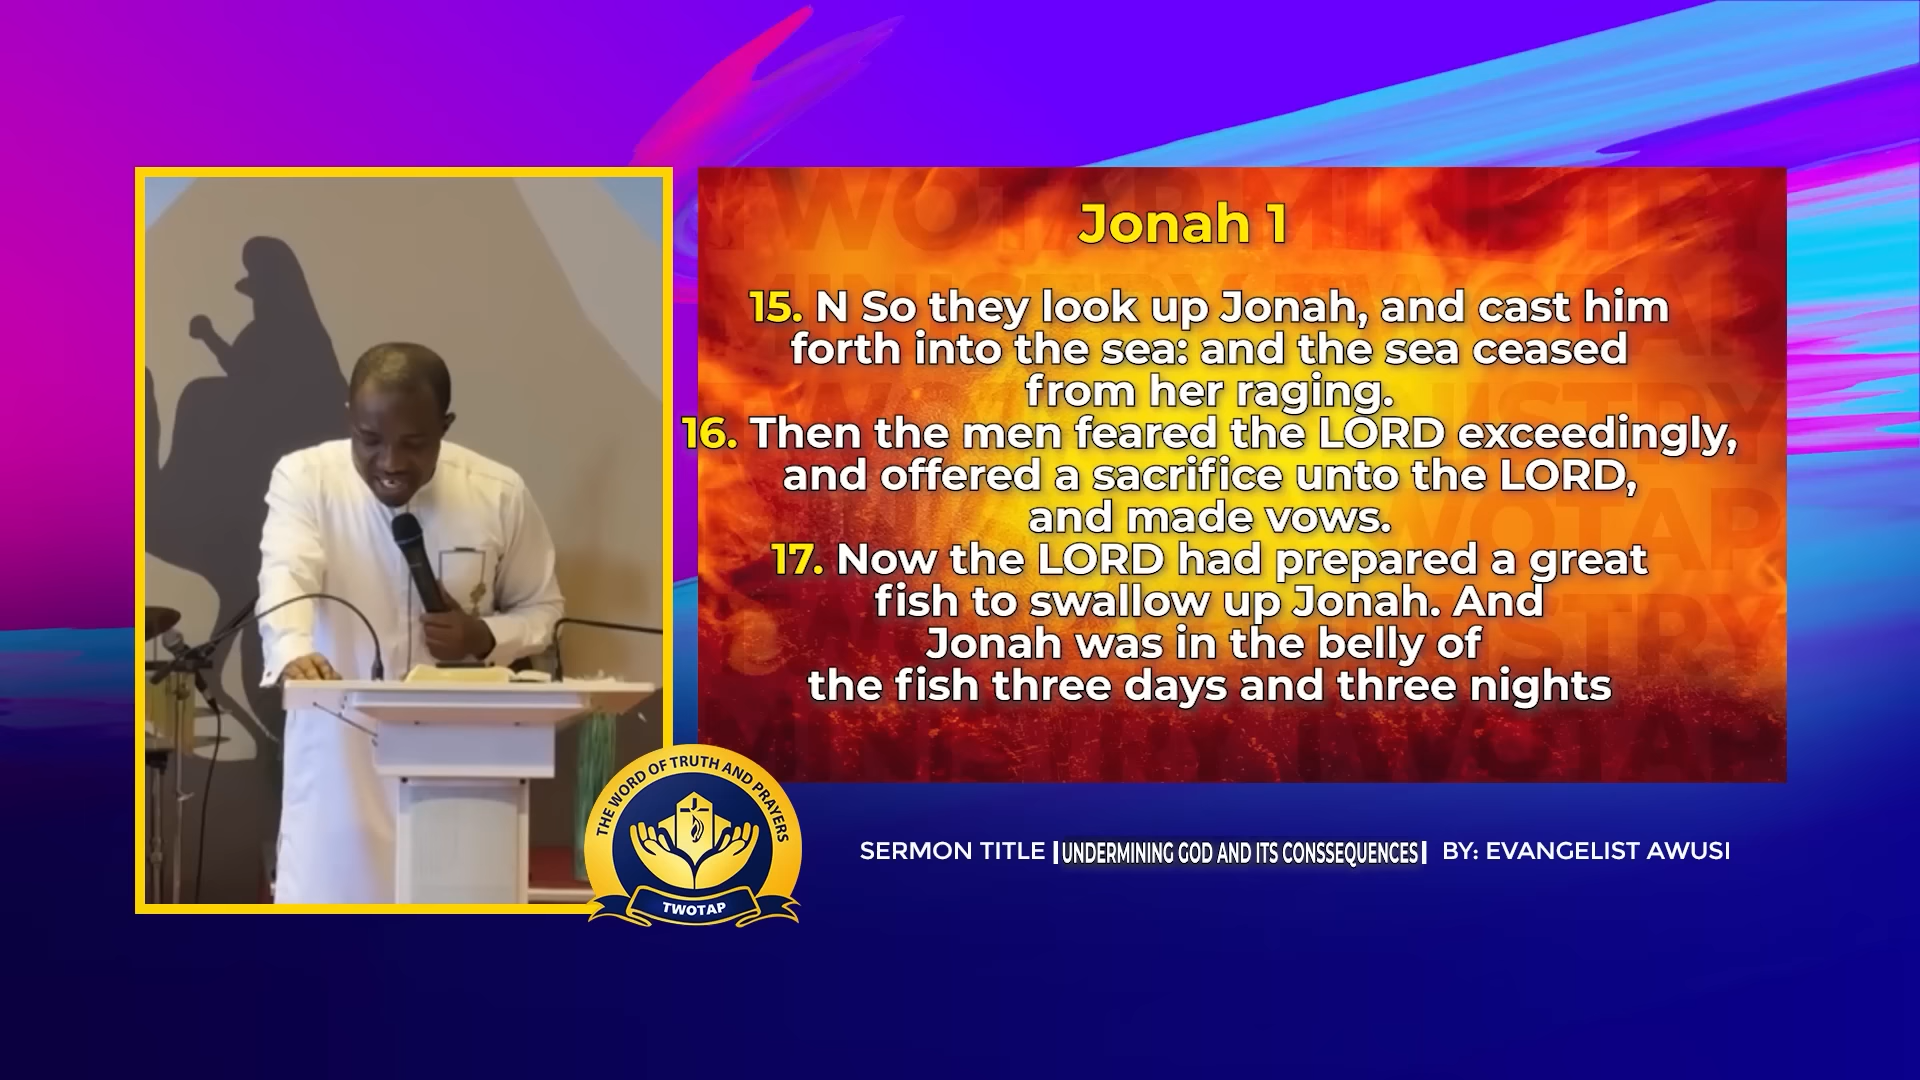 Jonah 1
15. N So they look up Jonah, and cast him
forth into the sea: and the sea ceased
from her raging.
16. Then the men feared the LORD exceedingly,
and offered a sacrifice unto the LORD,
and made vows.
17. Now the LORD had prepared a great
fish to swallow up Jonah. And
Jonah was in the belly of
the fish three days and three nights
THE WORD OF TRUTH AND PRAYERS
TWOTAP
SERMON TITLE | UNDERMINING GOD AND ITS CONSSEQUENCES | BY: EVANGELIST AWUSI